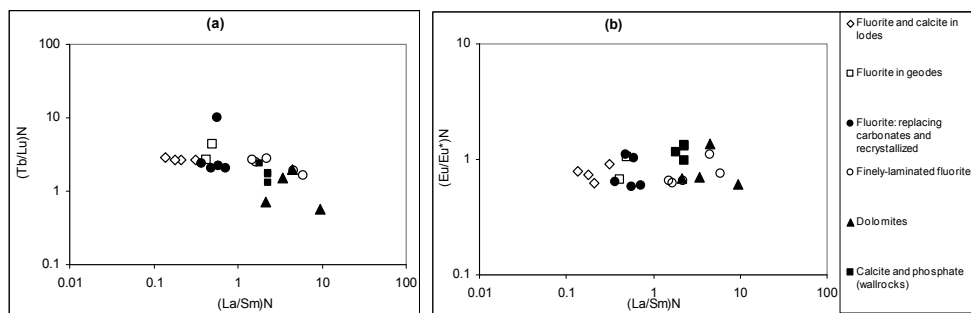 (a)
100
10
1
0.1
(Tb/Lu)N
0.01
0.1
1
10
100
(La/Sm)N
(b)
10
1
0.1
(Eu/Eu*)N
0.01
0.1
1
10
100
(La/Sm)N
Fluorite and calcite in
lodes
Fluorite in geodes
Fluorite: replacing
carbonates and
recrystallized
Finely-laminated fluorite
Dolomites
Calcite and phosphate
(wallrocks)